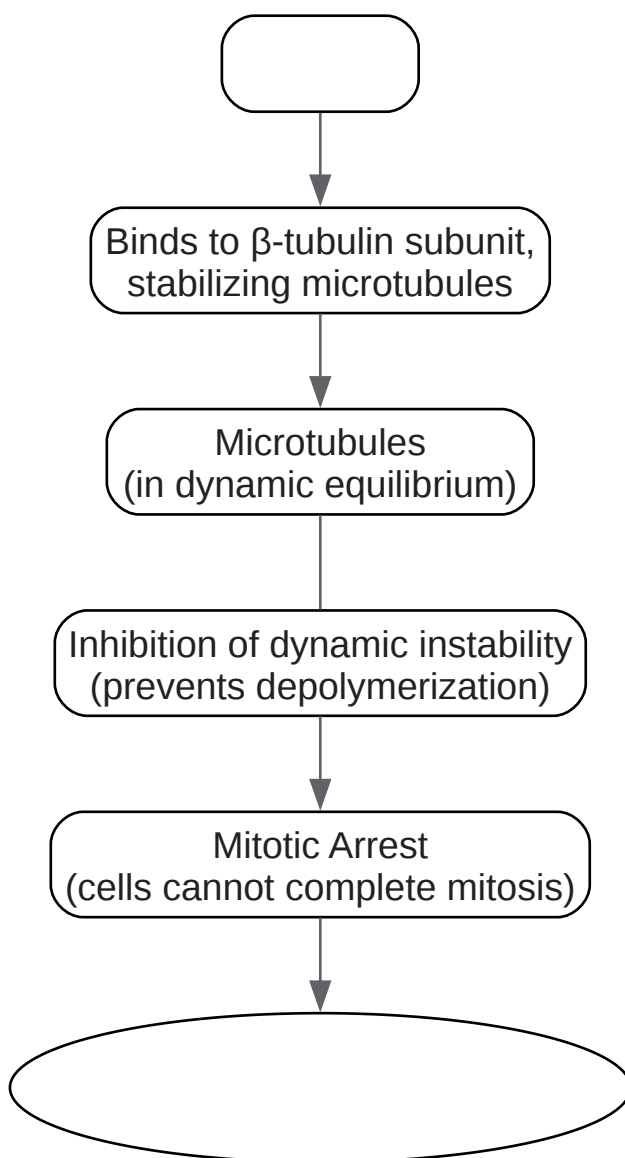 Binds to β-tubulin subunit,
stabilizing microtubules
Microtubules
(in dynamic equilibrium)
Inhibition of dynamic instability
(prevents depolymerization)
Mitotic Arrest
(cells cannot complete mitosis)